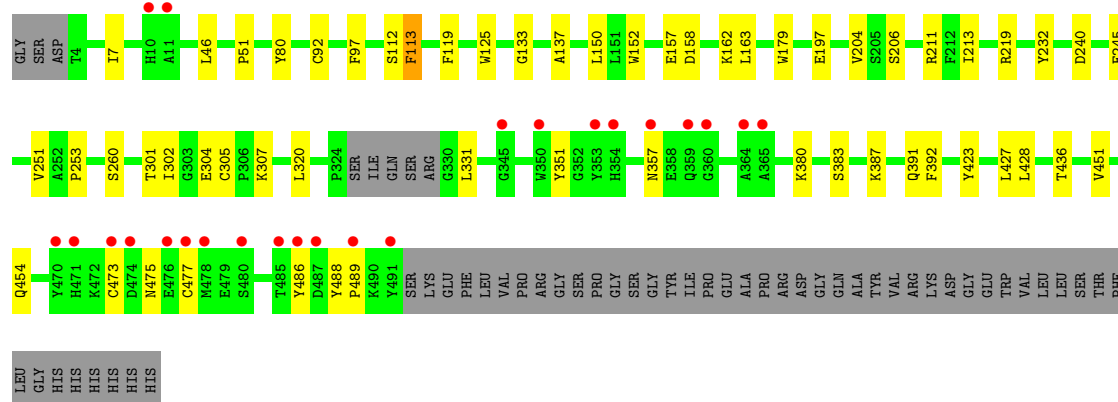 GLY SER ASP T4 I7 H10 A11 L46 P51 Y80 C92 F97 S112 F113 F119 W125 G133 A137 L150 L151 W152 E157 D158 K162 L163 W179 E197 V204 S205 S206 R211 F212 I213 R219 Y232 D240
V251 A252 P253 S260 T301 I302 G303 E304 C305 P306 K307 L320 P324 SER ILE GLN SER ARG G330 L331 G345 W350 Y351 G352 Y353 H354 N357 E358 Q359 G360 A364 A365 K380 S383 K387 Q391 F392 Y423 L427 L428 T436 V451
Q454 Y470 H471 K472 C473 D474 N475 E476 C477 M478 E479 S480 T485 Y486 D487 Y488 P489 K490 Y491 SER LYS GLU PHE LEU VAL PRO ARG GLY SER PRO GLY SER GLY TYR ILE PRO GLU ALA PRO ARG ASP GLY GLN ALA TYR VAL ARG LYS ASP GLY GLU TRP VAL LEU LEU SER THR PHE
LEU GLY HIS HIS HIS HIS HIS HIS